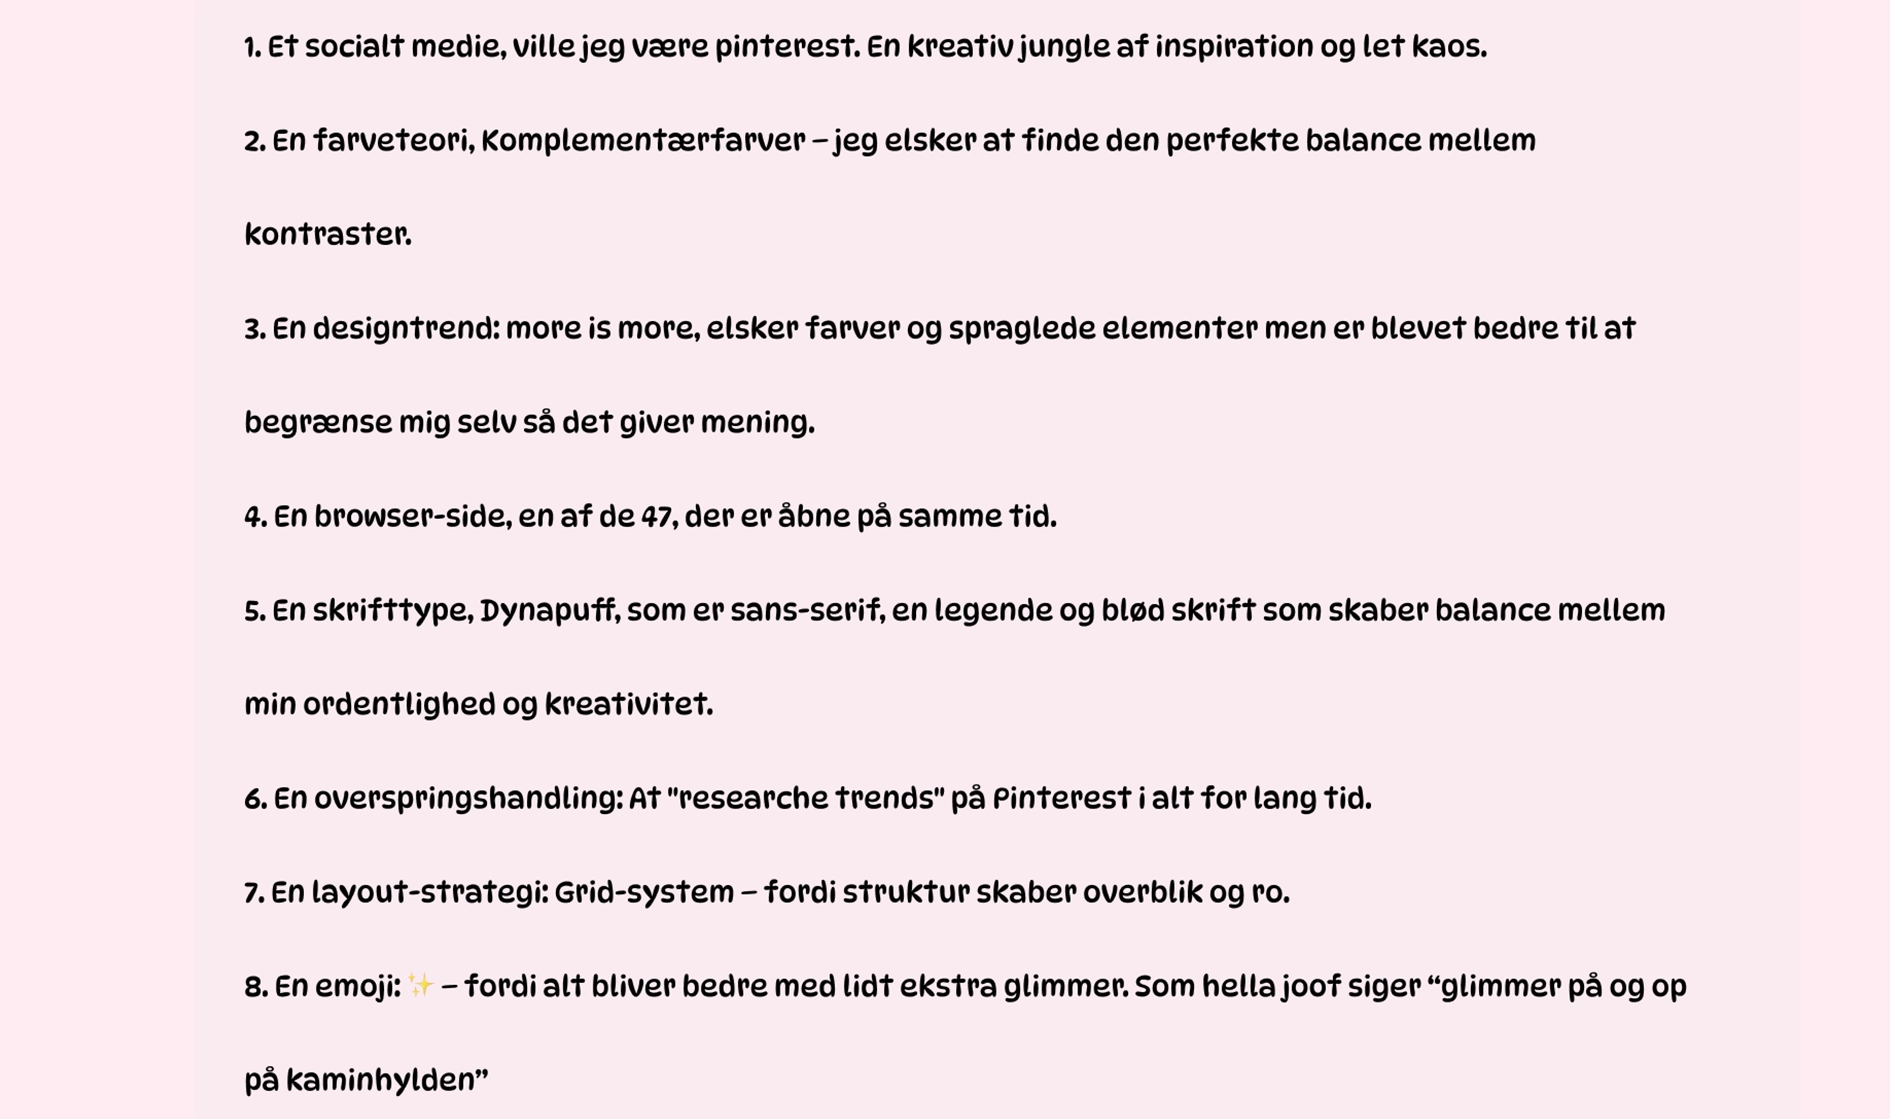 1. Et socialt medie, ville jeg være pinterest. En kreativ jungle af inspiration og let kaos.
2. En farveteori, Komplementærfarver – jeg elsker at finde den perfekte balance mellem
kontraster.
3. En designtrend: more is more, elsker farver og spraglede elementer men er blevet bedre til at
begrænse mig selv så det giver mening.
4. En browser-side, en af de 47, der er åbne på samme tid.
5. En skrifttype, Dynapuff, som er sans-serif, en legende og blød skrift som skaber balance mellem
min ordentlighed og kreativitet.
6. En overspringshandling: At "researche trends" på Pinterest i alt for lang tid.
7. En layout-strategi: Grid-system – fordi struktur skaber overblik og ro.
8. En emoji: ✨ – fordi alt bliver bedre med lidt ekstra glimmer. Som hella joof siger “glimmer på og op
på kaminhylden”